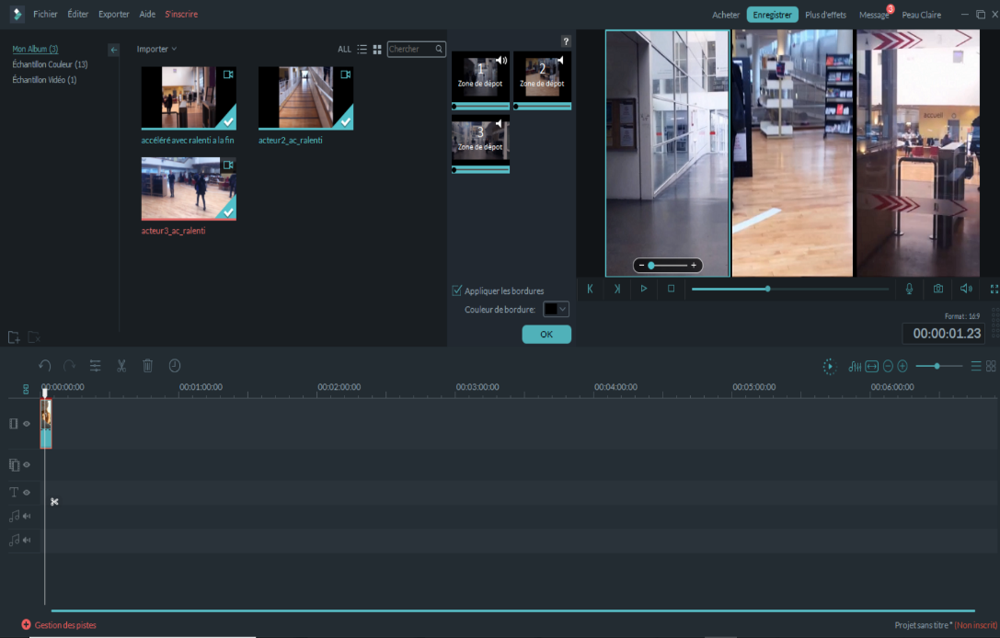 Fichier Éditer Exporter Aide S'inscrire Acheter Enregistrer Plus d'effets Message 3 Peau Claire
Mon Album (3)
Échantillon Couleur (13)
Échantillon Vidéo (1)
Importer ALL Chercher
accéléré avec ralenti a la fin
acteur2_ac_ralenti
acteur3_ac_ralenti
?
1
Zone de dépot
2
Zone de dépot
3
Zone de dépot
Appliquer les bordures
Couleur de bordure:
OK
accueil
Format : 16:9
00:00:01.23
00:00:00:00 00:01:00:00 00:02:00:00 00:03:00:00 00:04:00:00 00:05:00:00 00:06:00:00
T
Gestion des pistes
Projet sans titre* (Non inscrit)